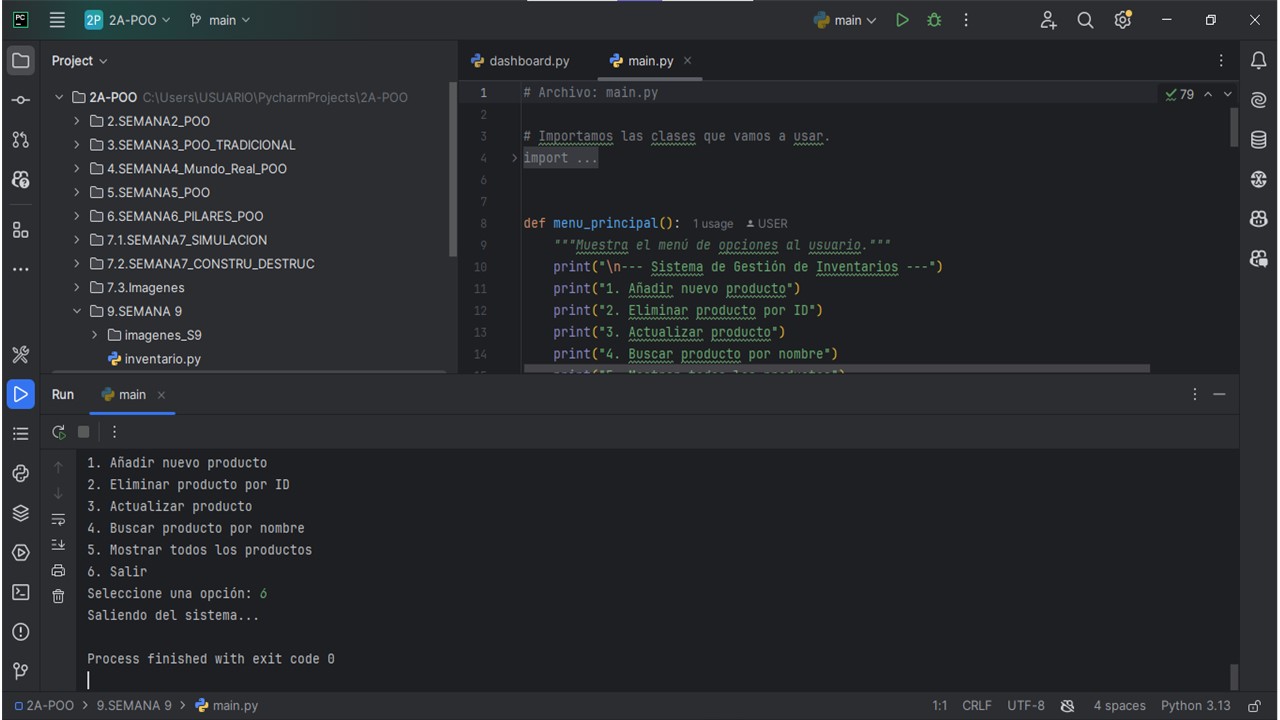 2P 2A-POO main main
Project
dashboard.py main.py
2A-POO C:\Users\USUARIO\PycharmProjects\2A-POO
2.SEMANA2_POO
3.SEMANA3_POO_TRADICIONAL
4.SEMANA4_Mundo_Real_POO
5.SEMANA5_POO
6.SEMANA6_PILARES_POO
7.1.SEMANA7_SIMULACION
7.2.SEMANA7_CONSTRU_DESTRUC
7.3.Imagenes
9.SEMANA 9
imagenes_S9
inventario.py
1 # Archivo: main.py 79
2
3 # Importamos las clases que vamos a usar.
4 import ...
6
7
8 def menu_principal(): 1 usage USER
9 """Muestra el menú de opciones al usuario."""
10 print("\n--- Sistema de Gestión de Inventarios ---")
11 print("1. Añadir nuevo producto")
12 print("2. Eliminar producto por ID")
13 print("3. Actualizar producto")
14 print("4. Buscar producto por nombre")
15 print("5. Mostrar todos los productos")
Run main
1. Añadir nuevo producto
2. Eliminar producto por ID
3. Actualizar producto
4. Buscar producto por nombre
5. Mostrar todos los productos
6. Salir
Seleccione una opción: 6
Saliendo del sistema...
Process finished with exit code 0
2A-POO > 9.SEMANA 9 > main.py 1:1 CRLF UTF-8 4 spaces Python 3.13